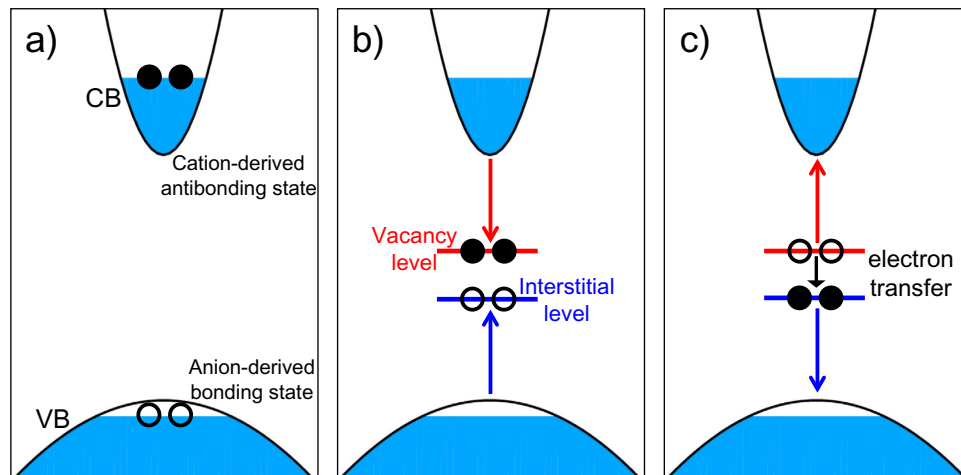 a)
CB
Cation-derived
antibonding state
Anion-derived
bonding state
VB
b)
Vacancy
level
Interstitial
level
c)
electron
transfer